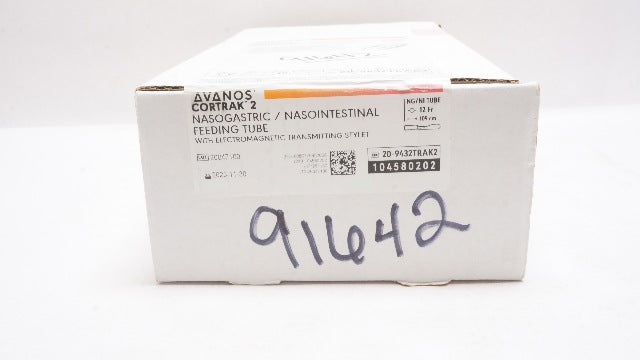 91642
AVANOS
CORTRAK 2
NASOGASTRIC / NASOINTESTINAL
FEEDING TUBE
WITH ELECTROMAGNETIC TRANSMITTING STYLET
NG/NI TUBE
12 Fr
109 cm
20-9432TRAK2
104580202
91642